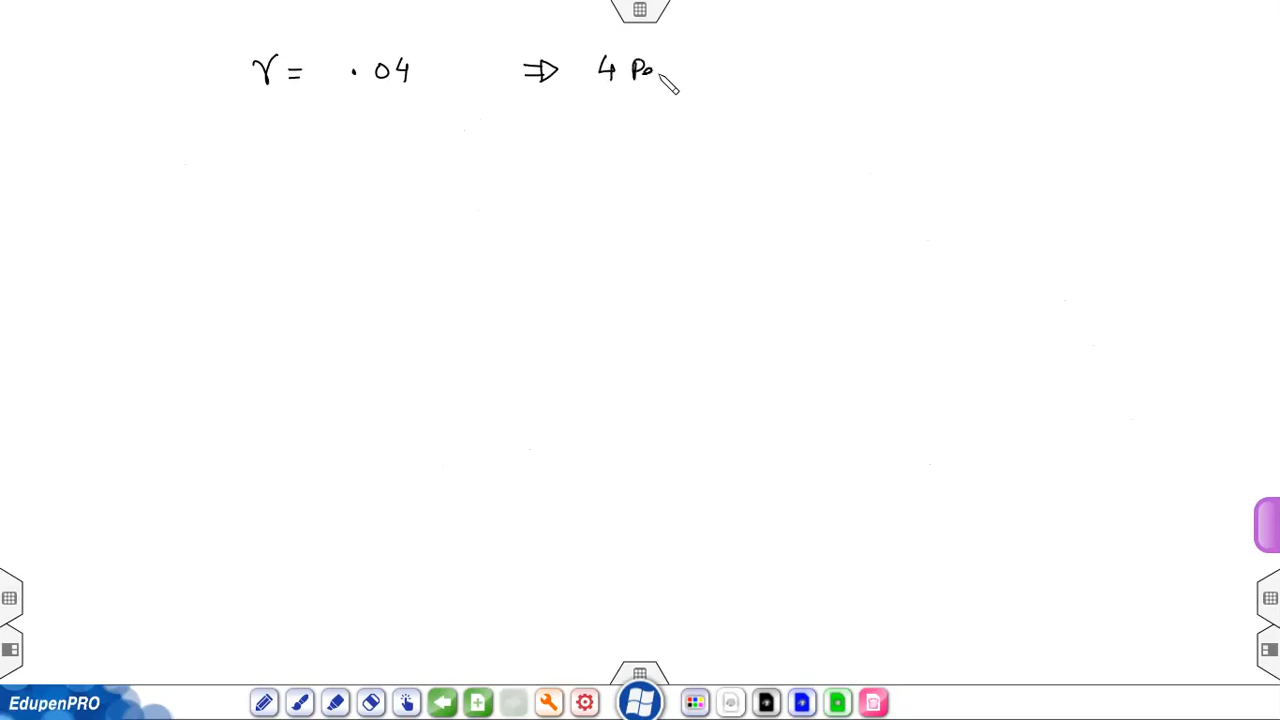 r = .04 ⇒ 4 Pe
EdupenPRO